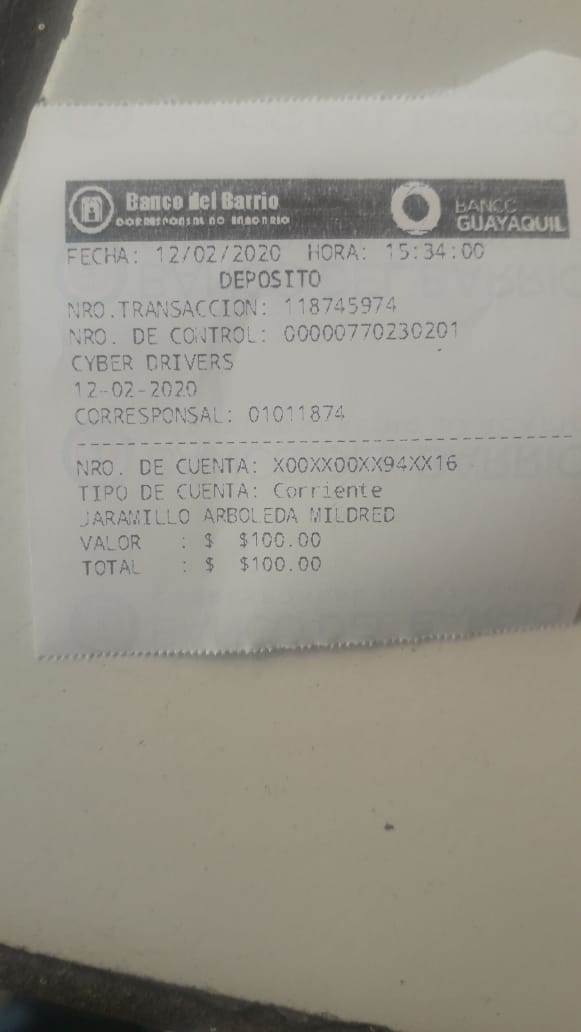 Banco del Barrio
CORRESPONSAL NO BANCARIO
BANCO
GUAYAQUIL
FECHA: 12/02/2020 HORA: 15:34:00
DEPOSITO
NRO.TRANSACCION: 118745974
NRO. DE CONTROL: 00000770230201
CYBER DRIVERS
12-02-2020
CORRESPONSAL: 01011874
NRO. DE CUENTA: X00XX00XX94XX16
TIPO DE CUENTA: Corriente
JARAMILLO ARBOLEDA MILDRED
VALOR : $ $100.00
TOTAL : $ $100.00